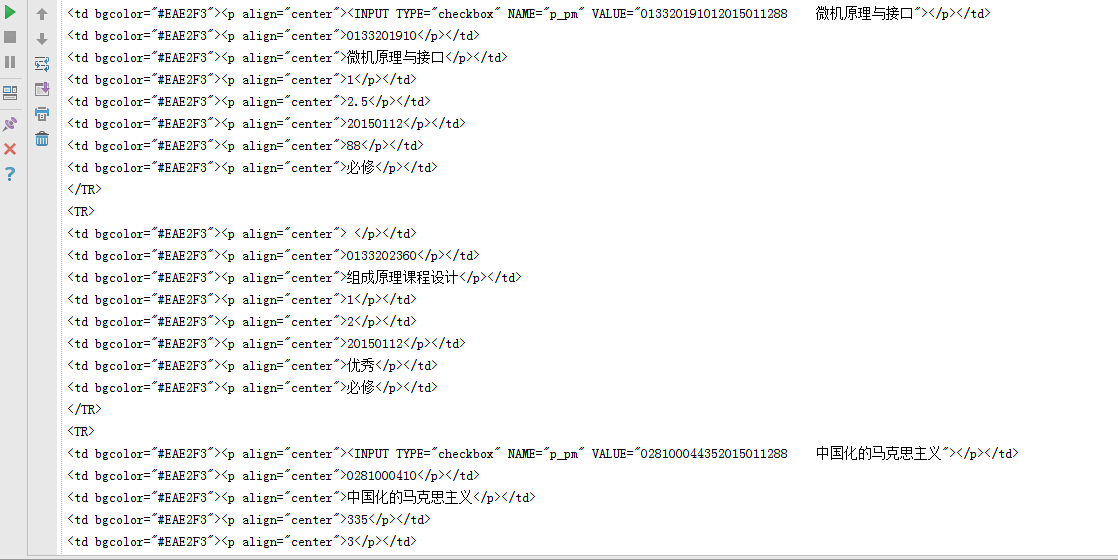 <td bgcolor="#EAE2F3"><p align="center"><INPUT TYPE="checkbox" NAME="p_pm" VALUE="013320191012015011288    微机原理与接口"></p></td>
<td bgcolor="#EAE2F3"><p align="center">0133201910</p></td>
<td bgcolor="#EAE2F3"><p align="center">微机原理与接口</p></td>
<td bgcolor="#EAE2F3"><p align="center">1</p></td>
<td bgcolor="#EAE2F3"><p align="center">2.5</p></td>
<td bgcolor="#EAE2F3"><p align="center">20150112</p></td>
<td bgcolor="#EAE2F3"><p align="center">88</p></td>
<td bgcolor="#EAE2F3"><p align="center">必修</p></td>
</TR>
<TR>
<td bgcolor="#EAE2F3"><p align="center"> </p></td>
<td bgcolor="#EAE2F3"><p align="center">0133202360</p></td>
<td bgcolor="#EAE2F3"><p align="center">组成原理课程设计</p></td>
<td bgcolor="#EAE2F3"><p align="center">1</p></td>
<td bgcolor="#EAE2F3"><p align="center">2</p></td>
<td bgcolor="#EAE2F3"><p align="center">20150112</p></td>
<td bgcolor="#EAE2F3"><p align="center">优秀</p></td>
<td bgcolor="#EAE2F3"><p align="center">必修</p></td>
</TR>
<TR>
<td bgcolor="#EAE2F3"><p align="center"><INPUT TYPE="checkbox" NAME="p_pm" VALUE="028100044352015011288    中国化的马克思主义"></p></td>
<td bgcolor="#EAE2F3"><p align="center">0281000410</p></td>
<td bgcolor="#EAE2F3"><p align="center">中国化的马克思主义</p></td>
<td bgcolor="#EAE2F3"><p align="center">335</p></td>
<td bgcolor="#EAE2F3"><p align="center">3</p></td>